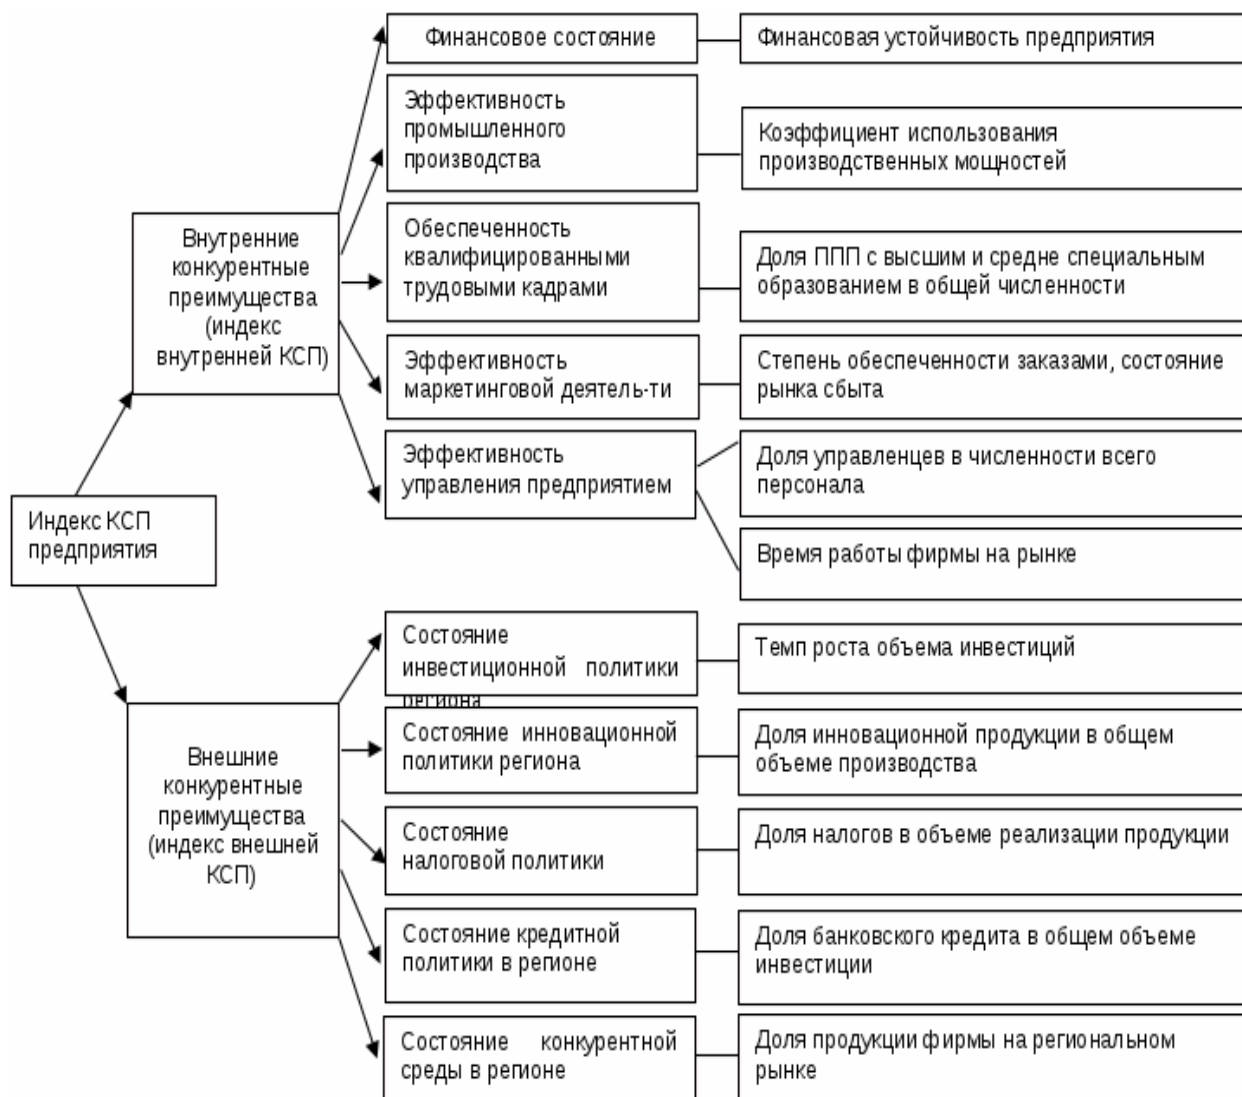 Финансовое состояние
Финансовая устойчивость предприятия
Эффективность
промышленного
производства
Коэффициент использования
производственных мощностей
Внутренние
конкурентные
преимущества
(индекс
внутренней КСП)
Обеспеченность
квалифицированными
трудовыми кадрами
Доля ППП с высшим и средне специальным
образованием в общей численности
Эффективность
маркетинговой деятель-ти
Степень обеспеченности заказами, состояние
рынка сбыта
Эффективность
управления предприятием
Доля управленцев в численности всего
персонала
Время работы фирмы на рынке
Индекс КСП
предприятия
Состояние
инвестиционной политики
региона
Темп роста объема инвестиций
Внешние
конкурентные
преимущества
(индекс внешней
КСП)
Состояние инновационной
политики региона
Доля инновационной продукции в общем
объеме производства
Состояние
налоговой политики
Доля налогов в объеме реализации продукции
Состояние кредитной
политики в регионе
Доля банковского кредита в общем объеме
инвестиции
Состояние конкурентной
среды в регионе
Доля продукции фирмы на региональном
рынке